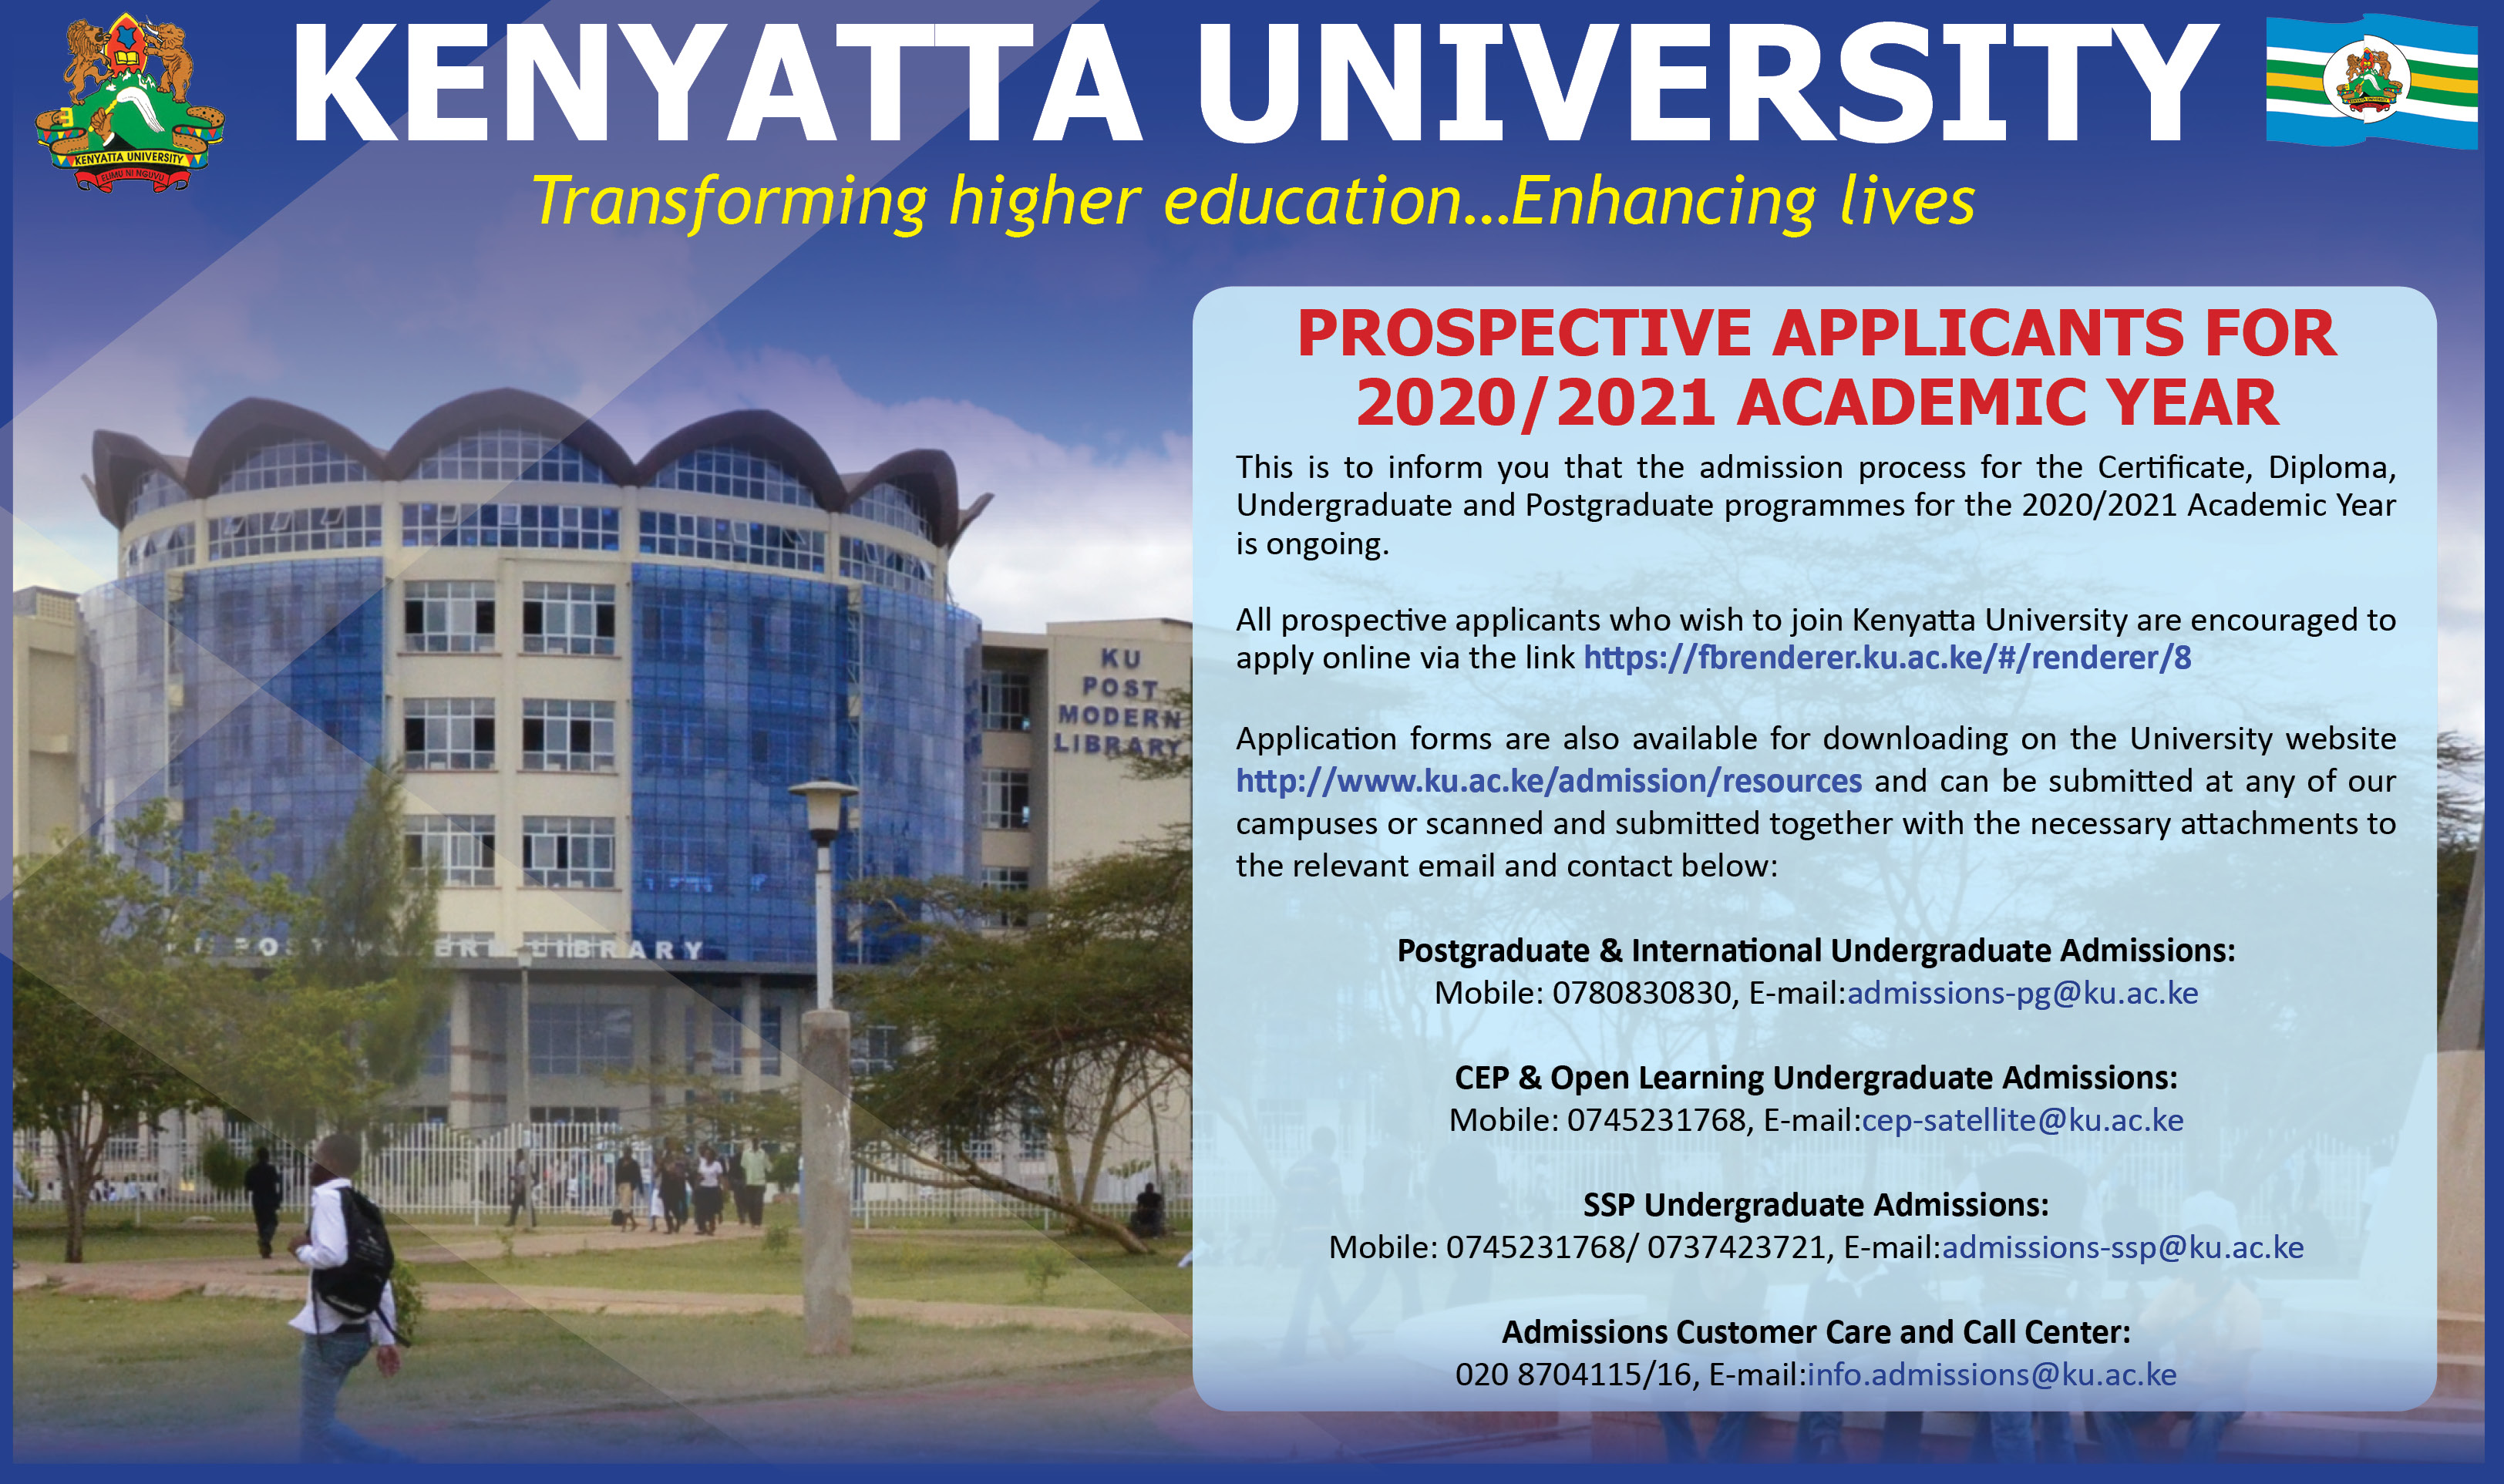 KENYATTA UNIVERSITY
Transforming higher education...Enhancing lives
KENYATTA UNIVERSITY
ELIMU NI NGUVU
PROSPECTIVE APPLICANTS FOR
2020/2021 ACADEMIC YEAR
This is to inform you that the admission process for the Certificate, Diploma,
Undergraduate and Postgraduate programmes for the 2020/2021 Academic Year
is ongoing.
All prospective applicants who wish to join Kenyatta University are encouraged to
apply online via the link https://fbrenderer.ku.ac.ke/#/renderer/8
Application forms are also available for downloading on the University website
http://www.ku.ac.ke/admission/resources and can be submitted at any of our
campuses or scanned and submitted together with the necessary attachments to
the relevant email and contact below:
Postgraduate & International Undergraduate Admissions:
Mobile: 0780830830, E-mail:admissions-pg@ku.ac.ke
CEP & Open Learning Undergraduate Admissions:
Mobile: 0745231768, E-mail:cep-satellite@ku.ac.ke
SSP Undergraduate Admissions:
Mobile: 0745231768/ 0737423721, E-mail:admissions-ssp@ku.ac.ke
Admissions Customer Care and Call Center:
020 8704115/16, E-mail:info.admissions@ku.ac.ke
KU
POST
MODERN
LIBRARY
POST LIBRARY